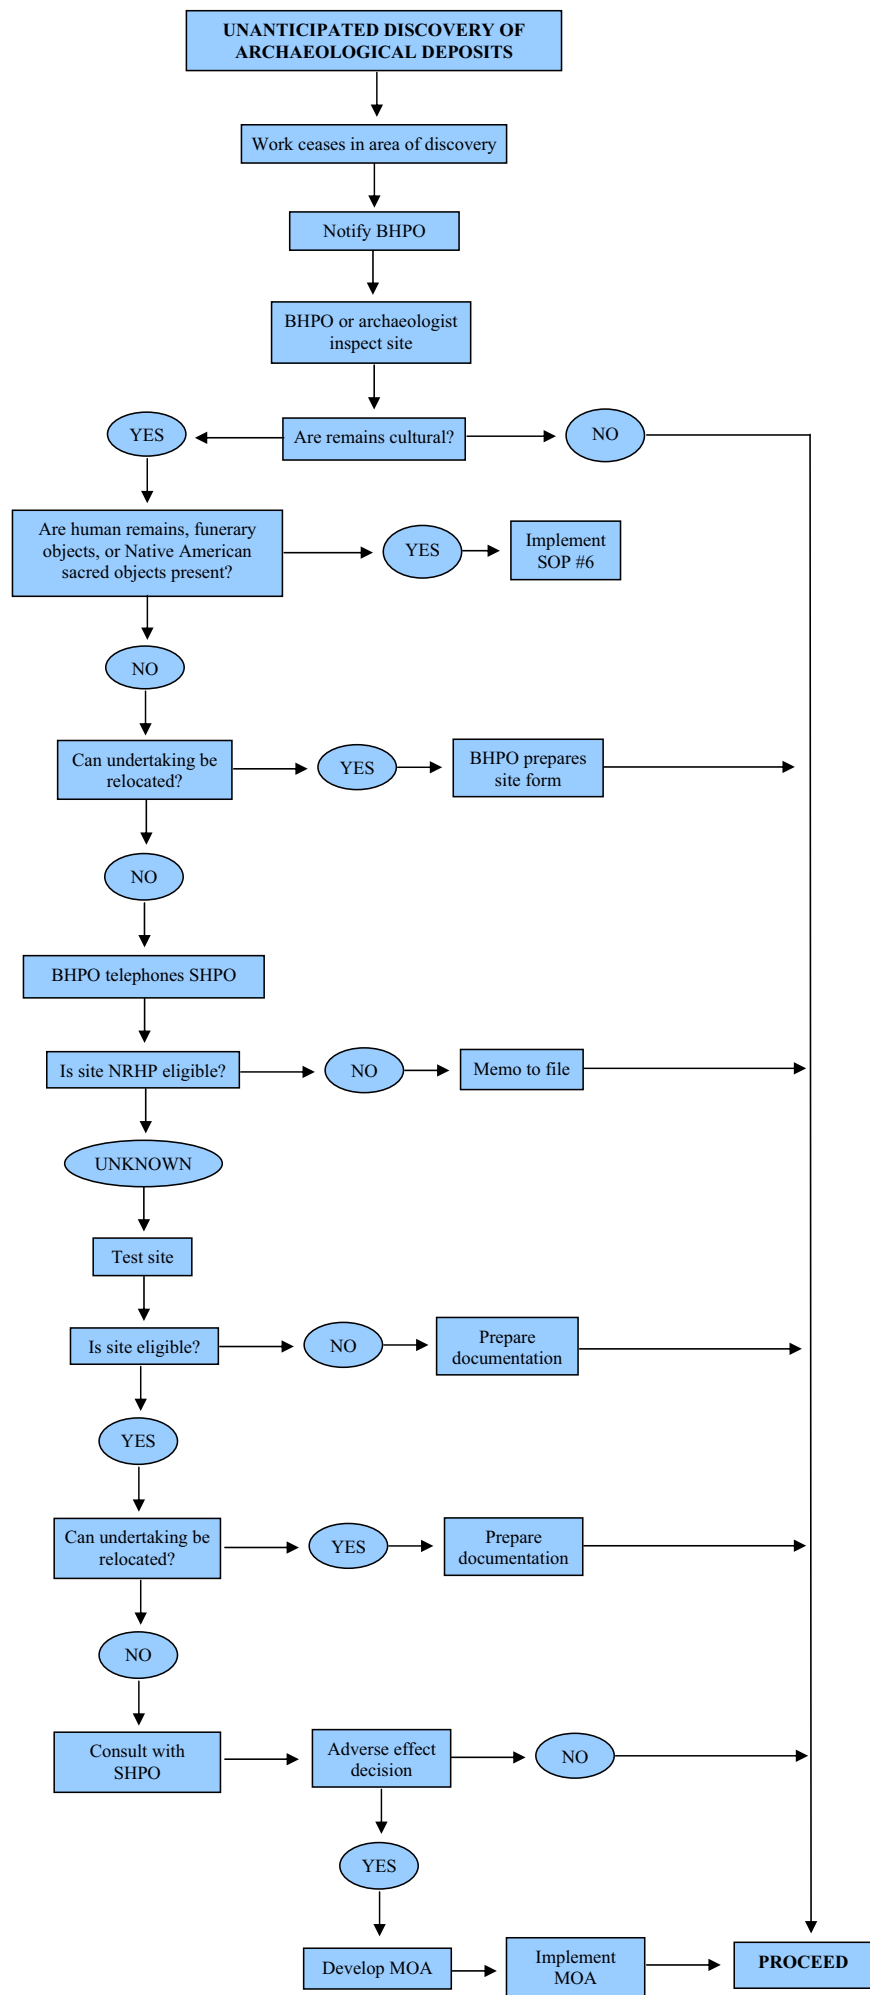 UNANTICIPATED DISCOVERY OF
ARCHAEOLOGICAL DEPOSITS
Work ceases in area of discovery
Notify BHPO
BHPO or archaeologist
inspect site
YES
Are remains cultural?
NO
Are human remains, funerary
objects, or Native American
sacred objects present?
YES
Implement
SOP #6
NO
Can undertaking be
relocated?
YES
BHPO prepares
site form
NO
BHPO telephones SHPO
Is site NRHP eligible?
NO
Memo to file
UNKNOWN
Test site
Is site eligible?
NO
Prepare
documentation
YES
Can undertaking be
relocated?
YES
Prepare
documentation
NO
Consult with
SHPO
Adverse effect
decision
NO
YES
Develop MOA
Implement
MOA
PROCEED